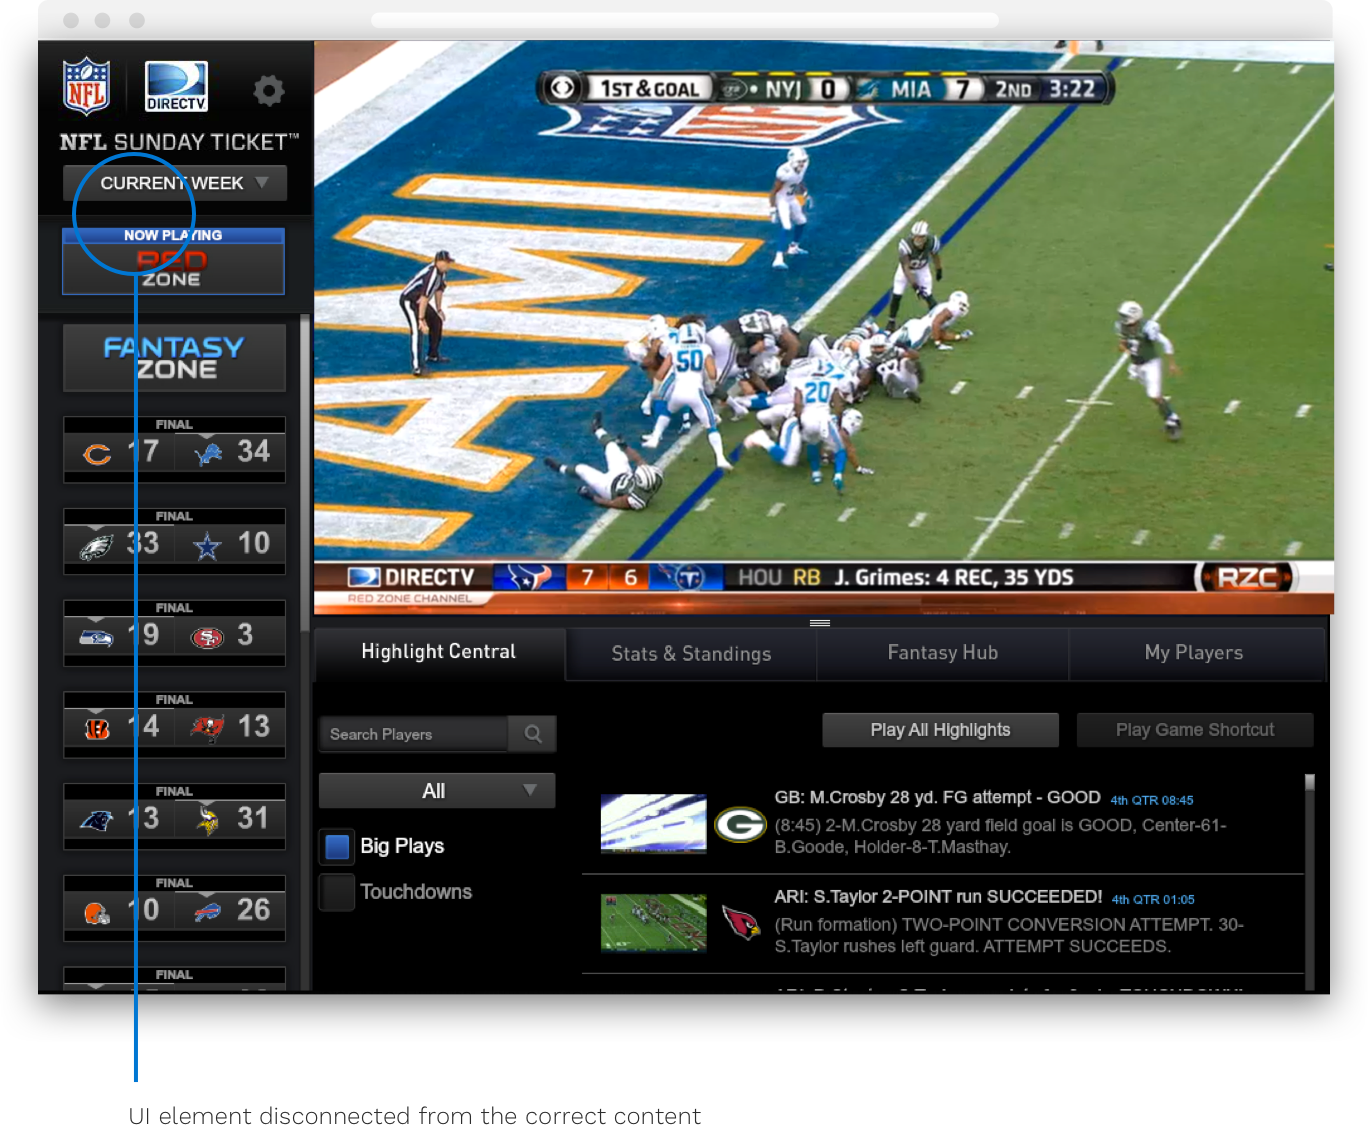 NFL
DIRECTV
NFL SUNDAY TICKET™
CURRENT WEEK
NOW PLAYING
RED
ZONE
FANTASY
ZONE
FINAL
17 34
FINAL
33 10
FINAL
19 3
FINAL
14 13
FINAL
13 31
FINAL
10 26
FINAL
1ST & GOAL NYJ 0 MIA 7 2ND 3:22
NFL
50
20
DIRECTV 7 6 HOU RB J. Grimes: 4 REC, 35 YDS RZC
RED ZONE CHANNEL
Highlight Central Stats & Standings Fantasy Hub My Players
Search Players
Play All Highlights Play Game Shortcut
All
Big Plays
Touchdowns
GB: M.Crosby 28 yd. FG attempt - GOOD 4th QTR 08:45
(8:45) 2-M.Crosby 28 yard field goal is GOOD, Center-61-
B.Goode, Holder-8-T.Masthay.
ARI: S.Taylor 2-POINT run SUCCEEDED! 4th QTR 01:05
(Run formation) TWO-POINT CONVERSION ATTEMPT. 30-
S.Taylor rushes left guard. ATTEMPT SUCCEEDS.
UI element disconnected from the correct content